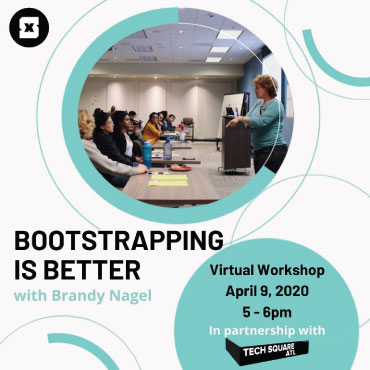 BOOTSTRAPPING
IS BETTER
with Brandy Nagel
Virtual Workshop
April 9, 2020
5 - 6pm
In partnership with
TECH SQUARE
ATL